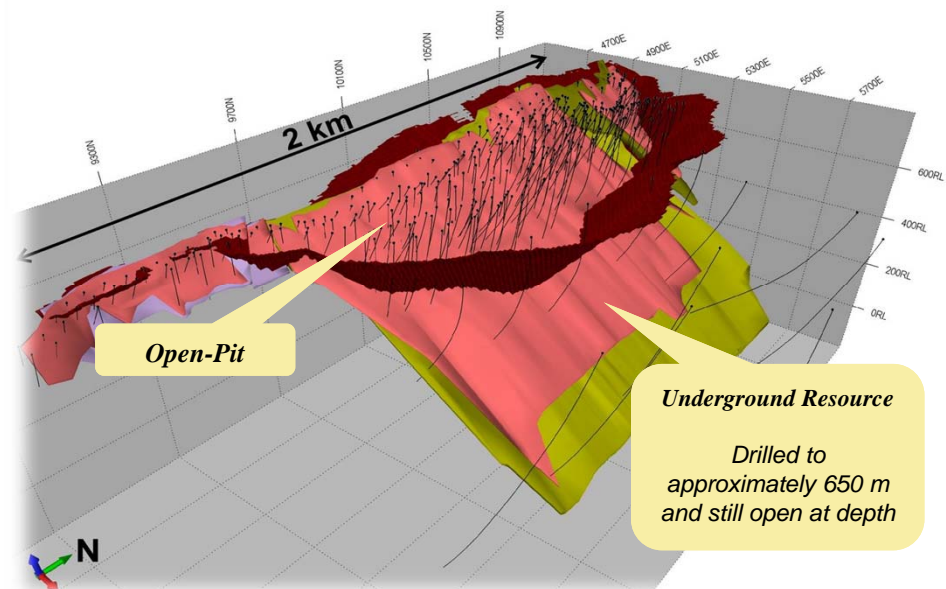 4700E
4900E
5100E
5300E
5500E
5700E
10900N
10500N
10100N
9700N
9300N
2 km
600RL
400RL
200RL
0RL
Open-Pit
Underground Resource
Drilled to
approximately 650 m
and still open at depth
N